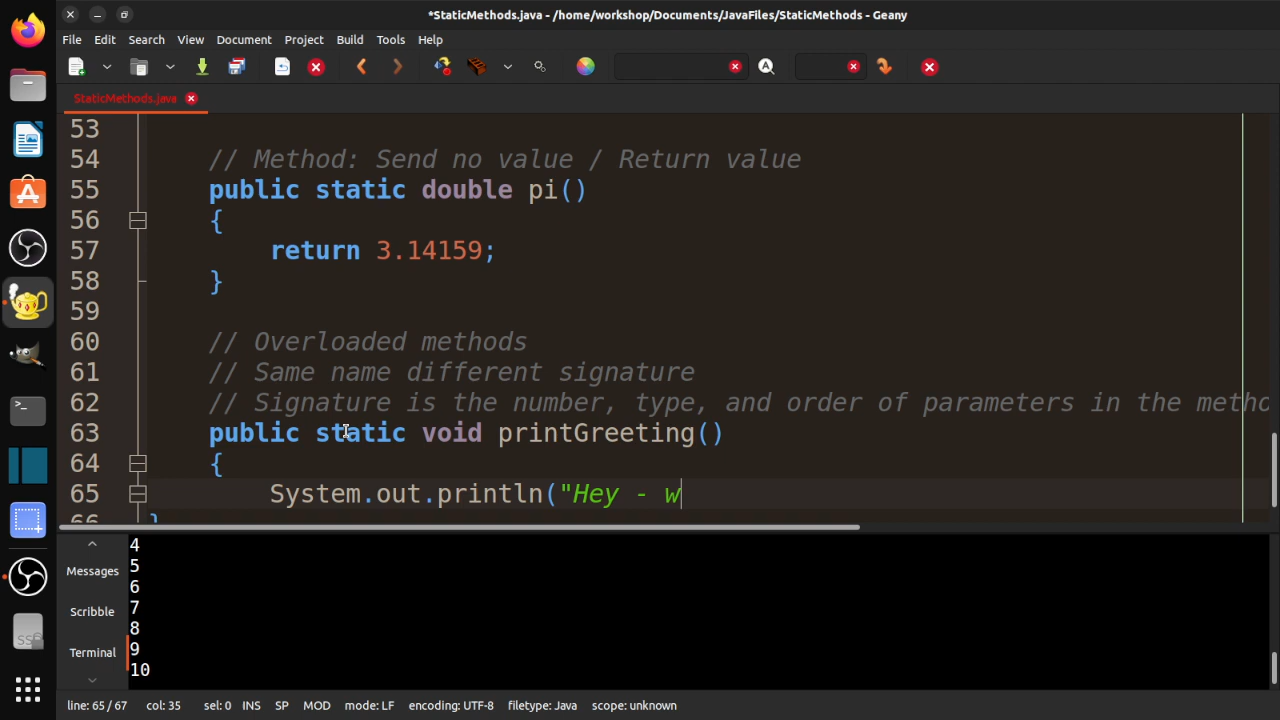 *StaticMethods.java - /home/workshop/Documents/JavaFiles/StaticMethods - Geany
File Edit Search View Document Project Build Tools Help
StaticMethods.java
53
54 // Method: Send no value / Return value
55 public static double pi()
56 {
57 return 3.14159;
58 }
59
60 // Overloaded methods
61 // Same name different signature
62 // Signature is the number, type, and order of parameters in the metho
63 public static void printGreeting()
64 {
65 System.out.println("Hey - w
66 }
Messages
Scribble
Terminal
4
5
6
7
8
9
10
line: 65 / 67 col: 35 sel: 0 INS SP MOD mode: LF encoding: UTF-8 filetype: Java scope: unknown